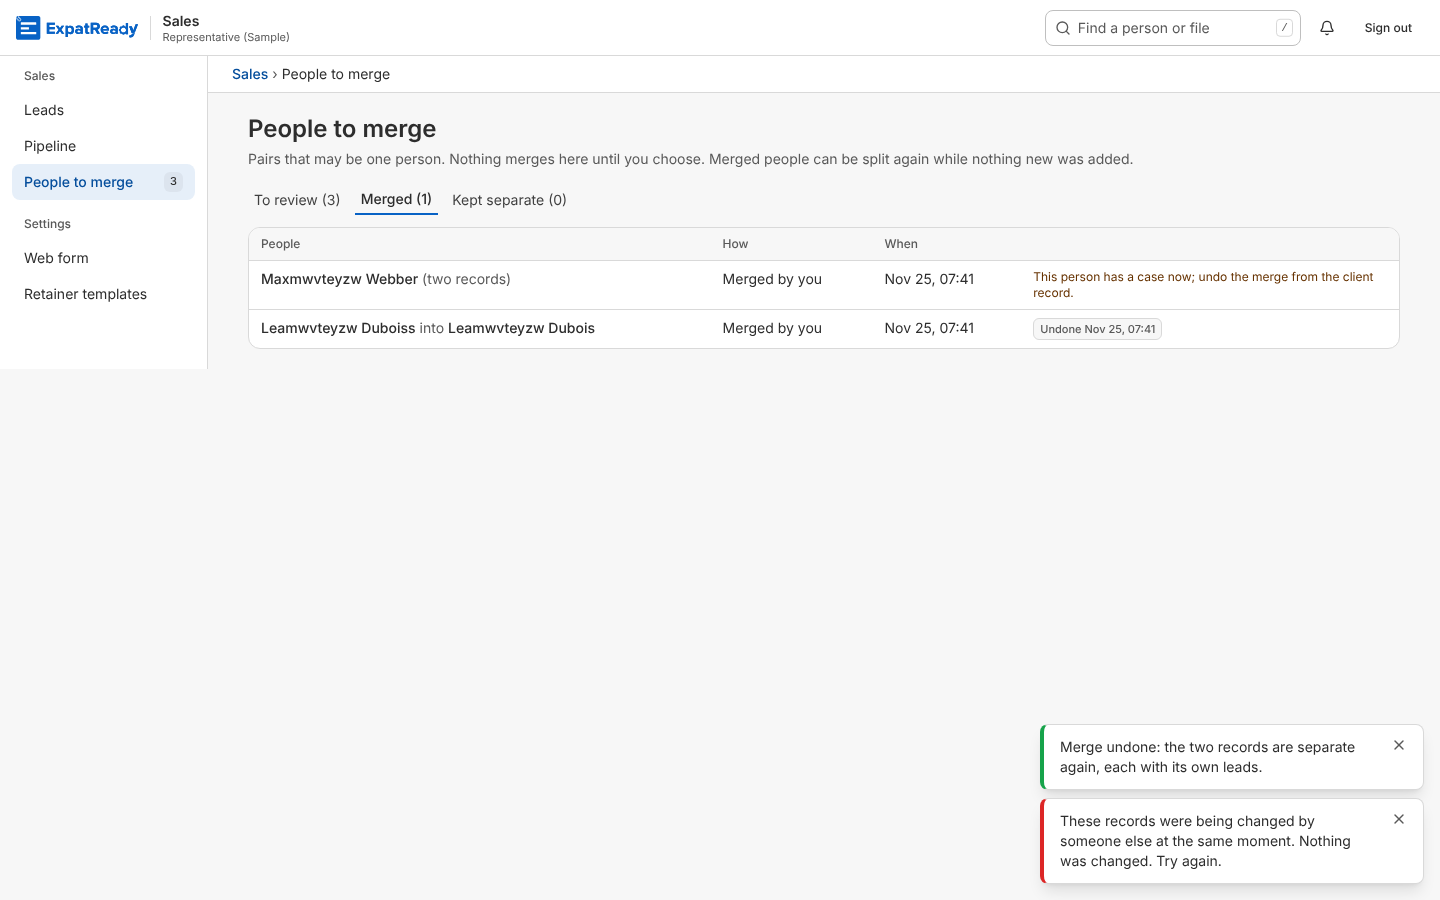 ExpatReady
Sales
Representative (Sample)
Find a person or file
/
Sign out
Sales
Leads
Pipeline
People to merge
3
Settings
Web form
Retainer templates
Sales › People to merge
People to merge
Pairs that may be one person. Nothing merges here until you choose. Merged people can be split again while nothing new was added.
To review (3)
Merged (1)
Kept separate (0)
People
How
When
Maxmwvteyzw Webber (two records)
Merged by you
Nov 25, 07:41
This person has a case now; undo the merge from the client
record.
Leamwvteyzw Duboiss into Leamwvteyzw Dubois
Merged by you
Nov 25, 07:41
Undone Nov 25, 07:41
Merge undone: the two records are separate
again, each with its own leads.
These records were being changed by
someone else at the same moment. Nothing
was changed. Try again.